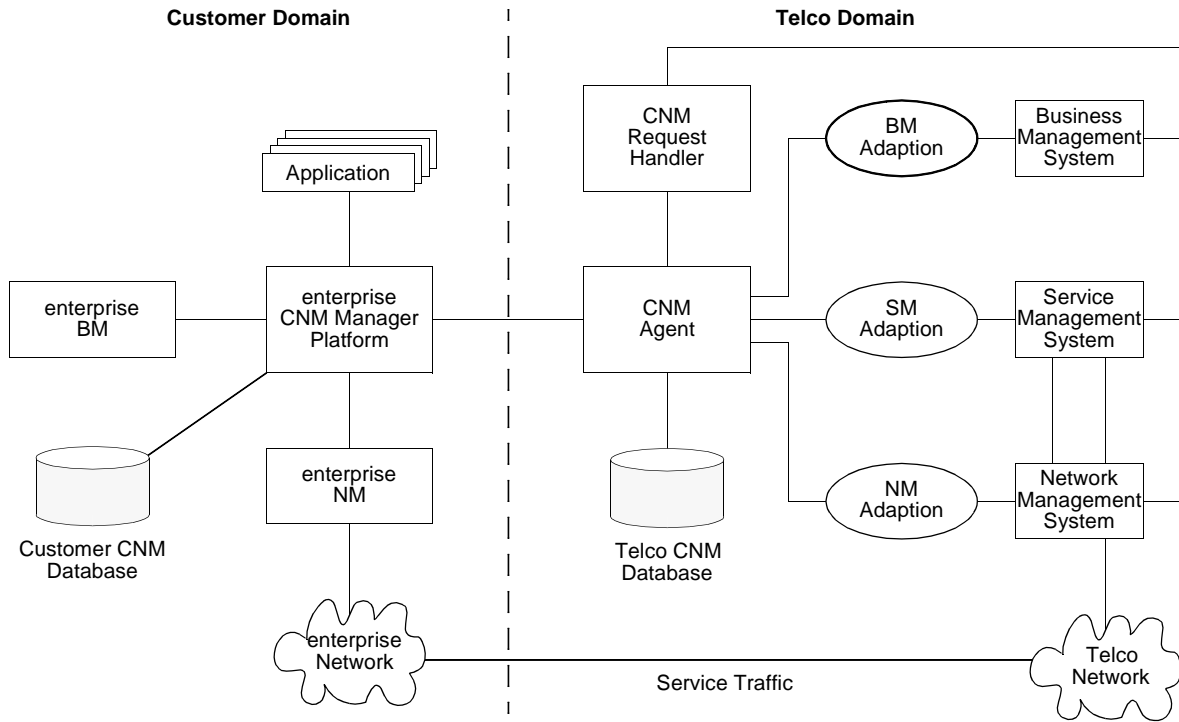 Customer Domain
Telco Domain
CNM
Request
Handler
BM
Adaption
Business
Management
System
Application
enterprise
BM
enterprise
CNM Manager
Platform
CNM
Agent
SM
Adaption
Service
Management
System
enterprise
NM
NM
Adaption
Network
Management
System
Customer CNM
Database
Telco CNM
Database
enterprise
Network
Service Traffic
Telco
Network